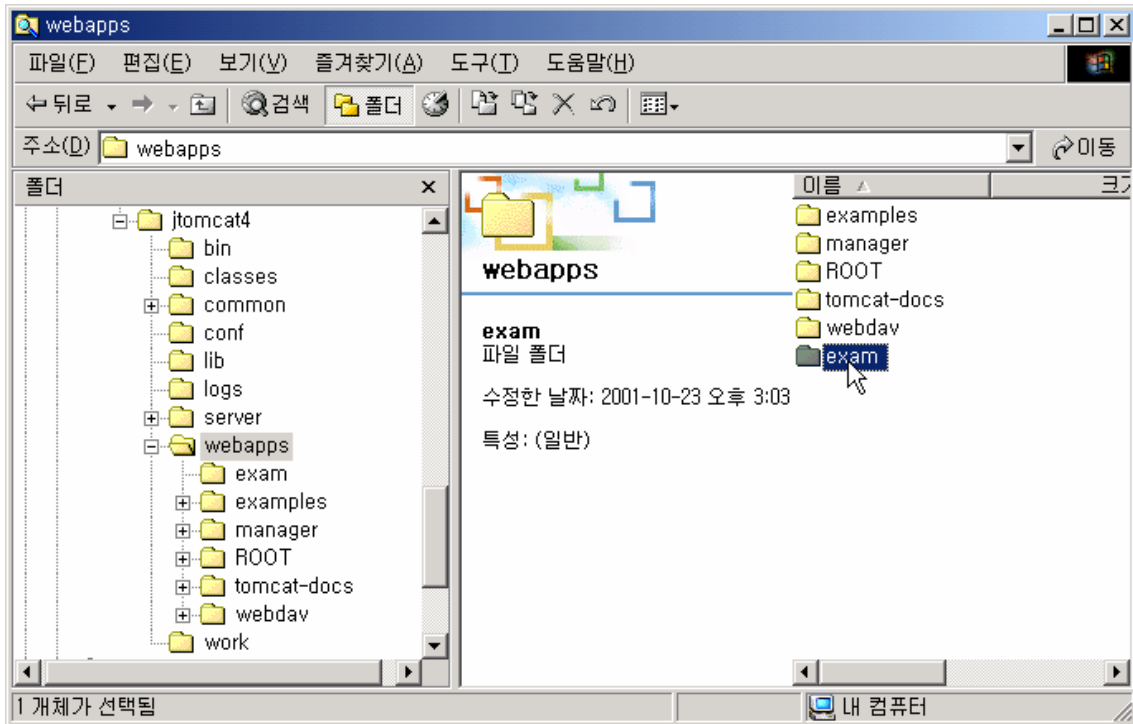 webapps
파일(F) 편집(E) 보기(V) 즐겨찾기(A) 도구(T) 도움말(H)
뒤로 검색 폴더
주소(D) webapps 이동
폴더
jtomcat4
bin
classes
common
conf
lib
logs
server
webapps
exam
examples
manager
ROOT
tomcat-docs
webdav
work
webapps
exam
파일 폴더
수정한 날짜: 2001-10-23 오후 3:03
특성: (일반)
이름
examples
manager
ROOT
tomcat-docs
webdav
exam
1 개체가 선택됨
내 컴퓨터